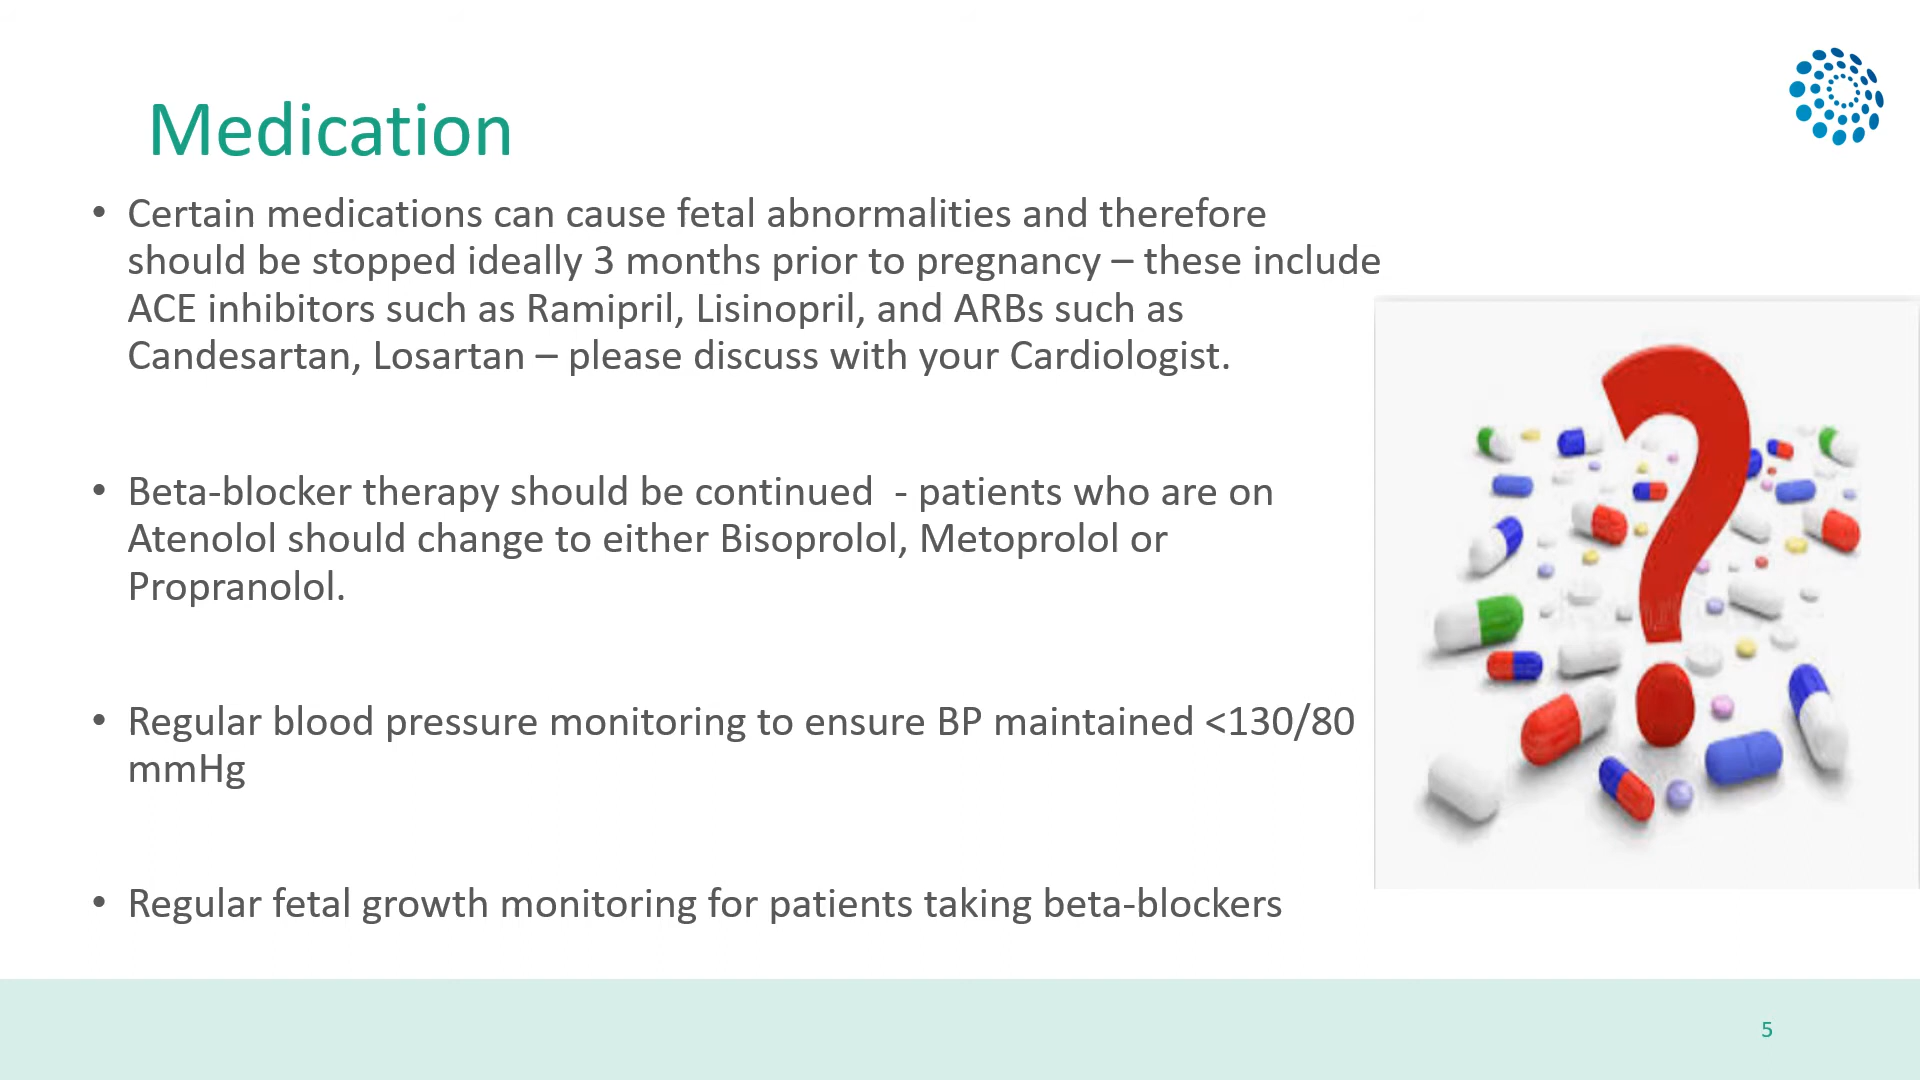 Medication
• Certain medications can cause fetal abnormalities and therefore
should be stopped ideally 3 months prior to pregnancy – these include
ACE inhibitors such as Ramipril, Lisinopril, and ARBs such as
Candesartan, Losartan – please discuss with your Cardiologist.
• Beta-blocker therapy should be continued  - patients who are on
Atenolol should change to either Bisoprolol, Metoprolol or
Propranolol.
• Regular blood pressure monitoring to ensure BP maintained <130/80
mmHg
• Regular fetal growth monitoring for patients taking beta-blockers
5